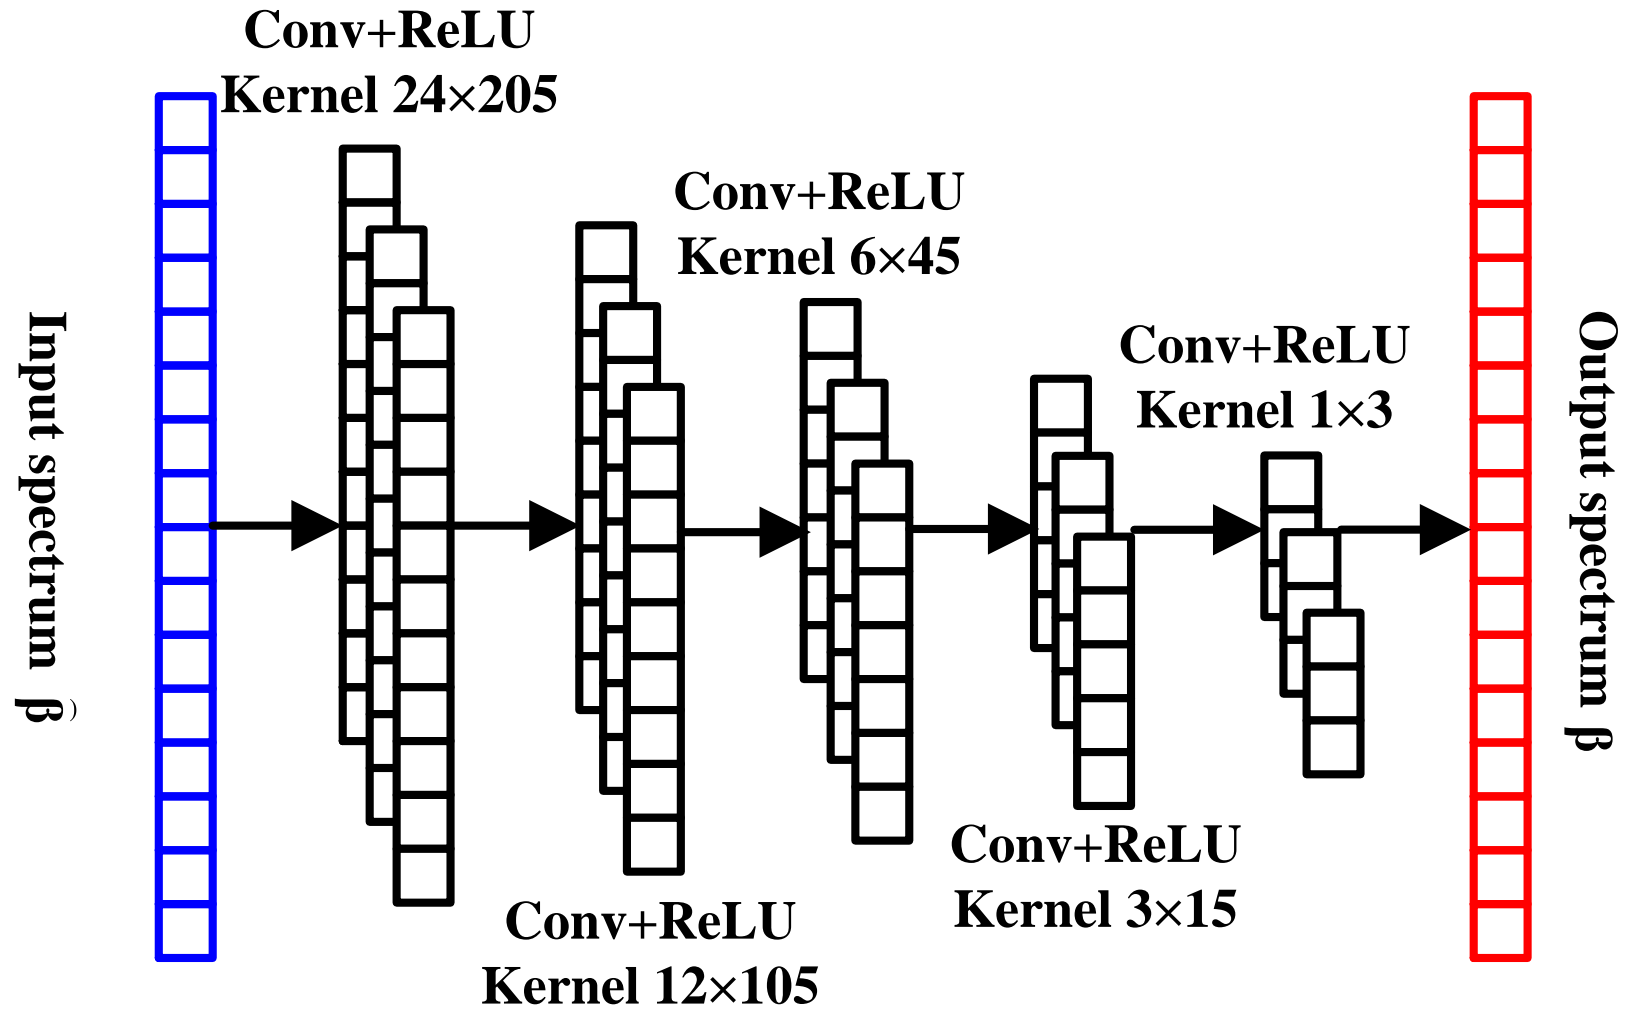 Conv+ReLU
Kernel 24×205
Conv+ReLU
Kernel 6×45
Conv+ReLU
Kernel 1×3
Input spectrum β̂
Output spectrum β
Conv+ReLU
Kernel 3×15
Conv+ReLU
Kernel 12×105